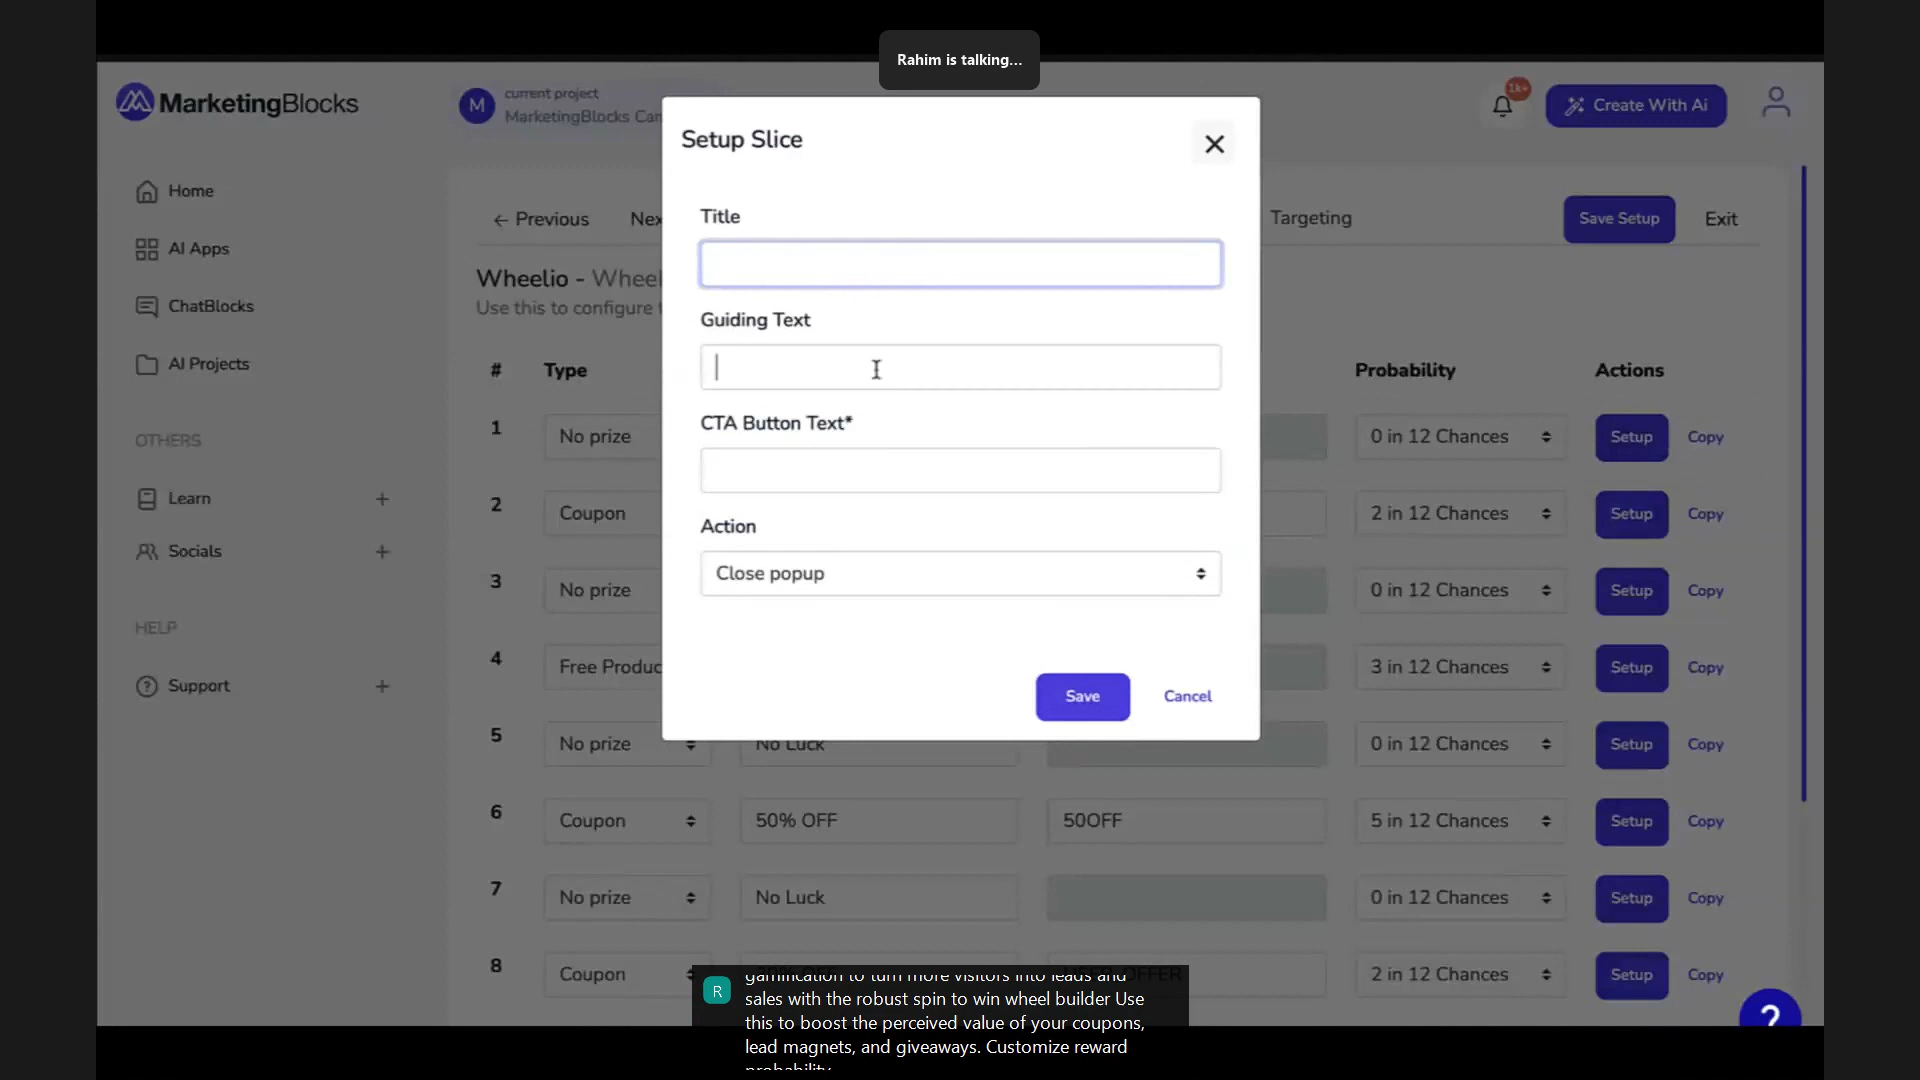 Rahim is talking...
MarketingBlocks
M
current project
MarketingBlocks Can
1k+
Create With Ai
Home
AI Apps
ChatBlocks
AI Projects
OTHERS
Learn +
Socials +
HELP
Support +
← Previous
Nex
Targeting
Save Setup
Exit
Wheelio - Wheel
Use this to configure
# Type Probability Actions
1 No prize 0 in 12 Chances Setup Copy
2 Coupon 2 in 12 Chances Setup Copy
3 No prize 0 in 12 Chances Setup Copy
4 Free Produc 3 in 12 Chances Setup Copy
5 No prize No Luck 0 in 12 Chances Setup Copy
6 Coupon 50% OFF 50OFF 5 in 12 Chances Setup Copy
7 No prize No Luck 0 in 12 Chances Setup Copy
8 Coupon OFFER 2 in 12 Chances Setup Copy
Setup Slice
Title
Guiding Text
CTA Button Text*
Action
Close popup
Save
Cancel
?
R
gamification to turn more visitors into leads and
sales with the robust spin to win wheel builder Use
this to boost the perceived value of your coupons,
lead magnets, and giveaways. Customize reward
probability